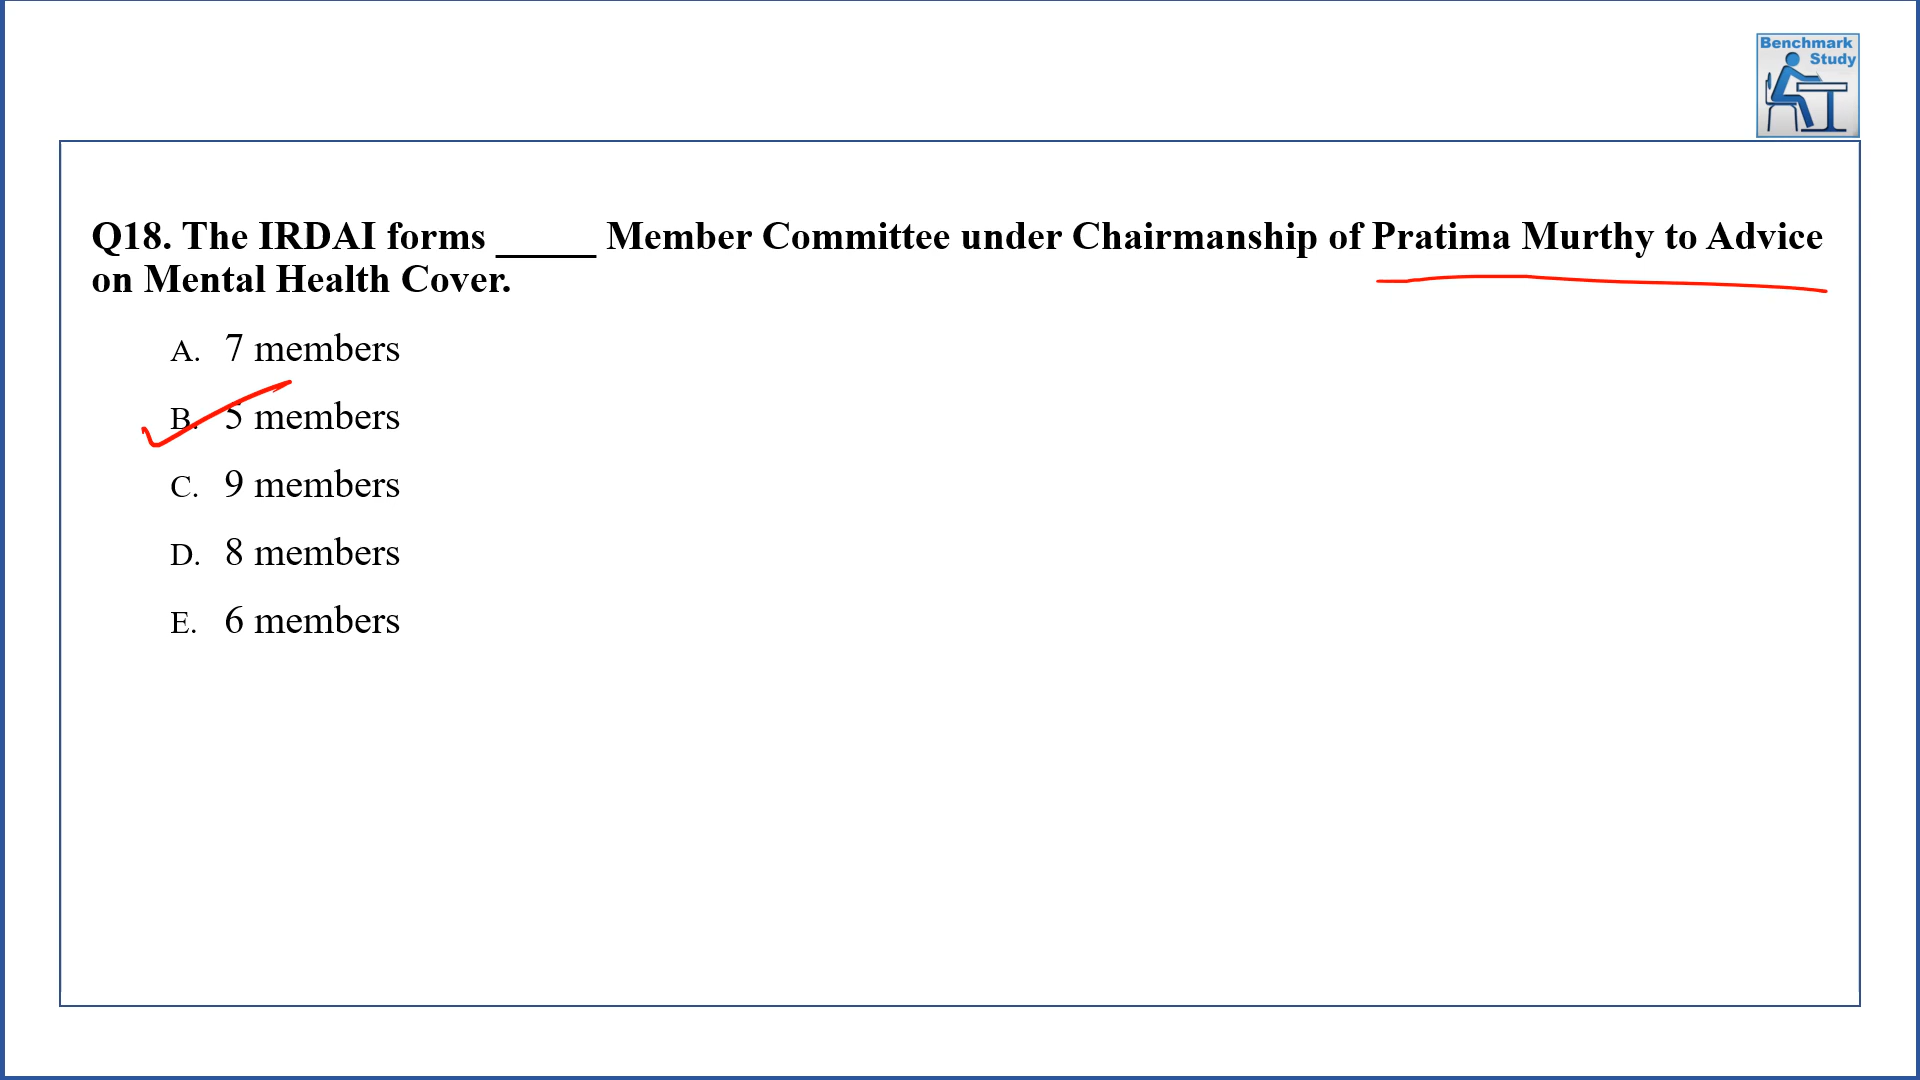 Benchmark
Study
Q18. The IRDAI forms _____ Member Committee under Chairmanship of Pratima Murthy to Advice
on Mental Health Cover.
A. 7 members
B. 5 members
C. 9 members
D. 8 members
E. 6 members